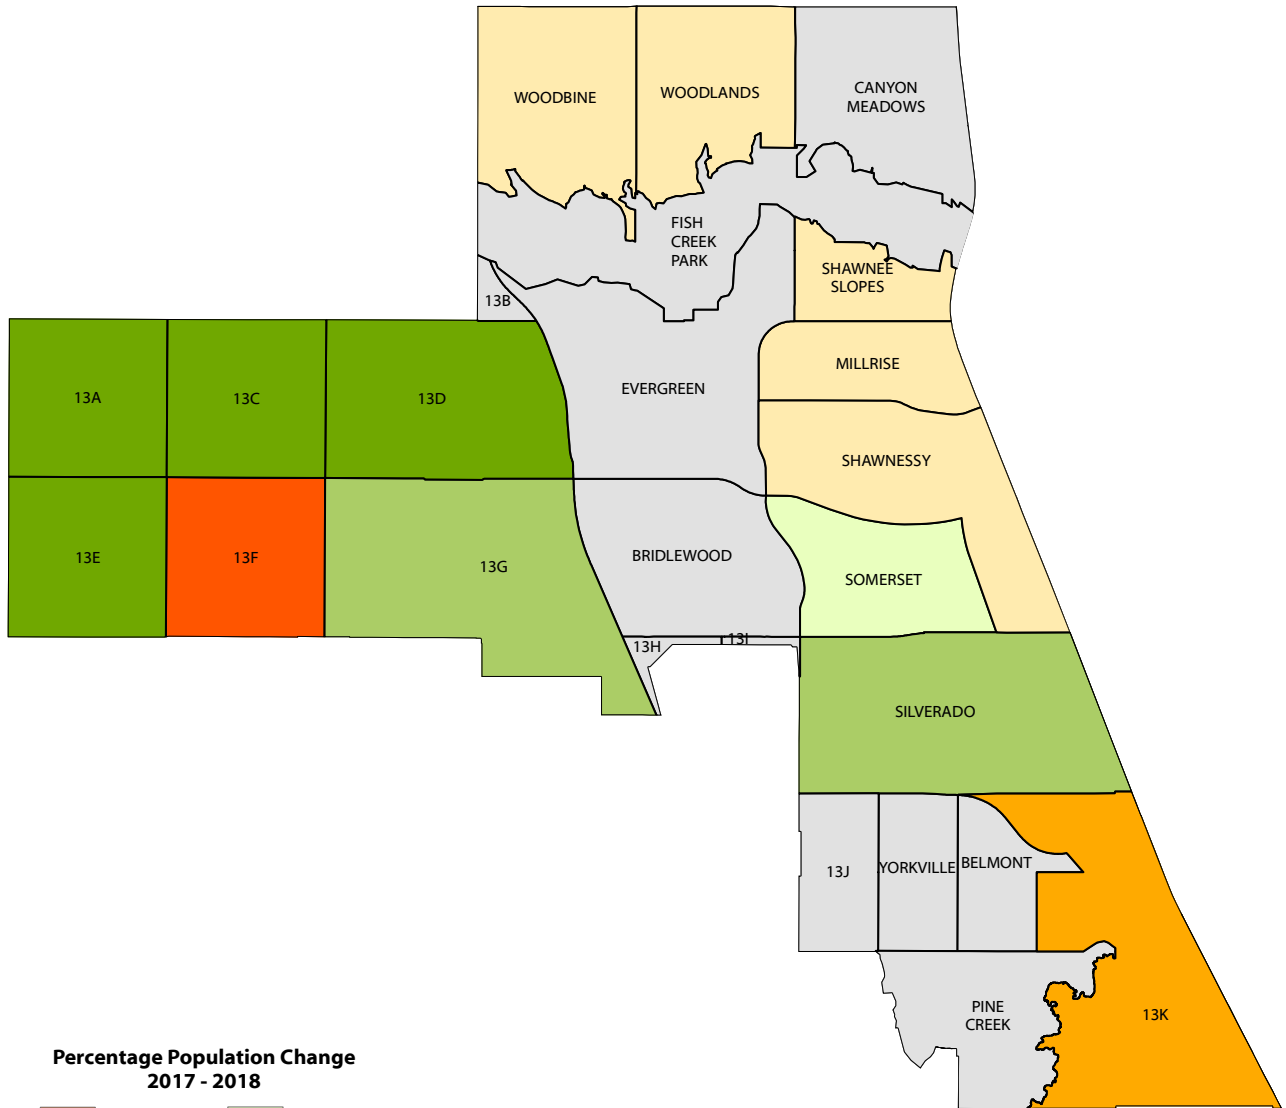 WOODBINE
WOODLANDS
CANYON
MEADOWS
FISH
CREEK
PARK
SHAWNEE
SLOPES
13B
MILLRISE
EVERGREEN
13A
13C
13D
SHAWNESSY
BRIDLEWOOD
13E
13F
13G
SOMERSET
13H
13I
SILVERADO
13J
YORKVILLE
BELMONT
PINE
CREEK
13K
Percentage Population Change
2017 - 2018